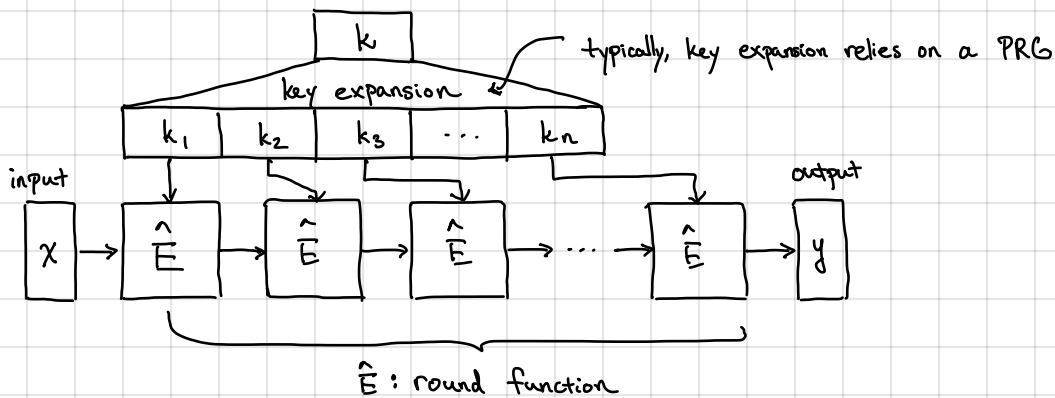 k
typically, key expansion relies on a PRG
key expansion
k₁ k₂ k₃ ... kₙ
input
output
x Ê Ê Ê ... Ê y
Ê : round function